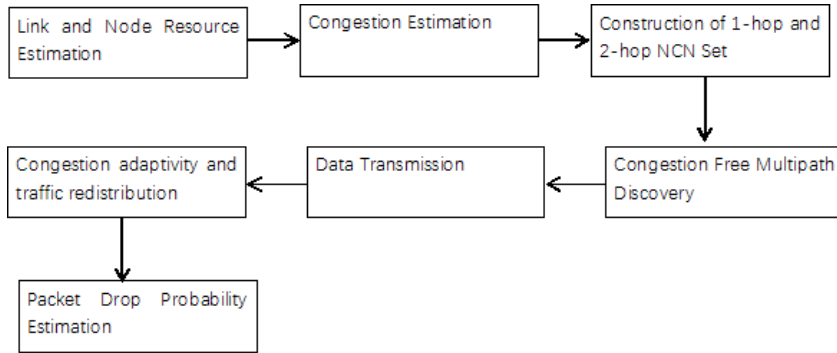 Link and Node Resource
Estimation
Congestion Estimation
Construction of 1-hop and
2-hop NCN Set
Congestion adaptivity and
traffic redistribution
Data Transmission
Congestion Free Multipath
Discovery
Packet Drop Probability
Estimation